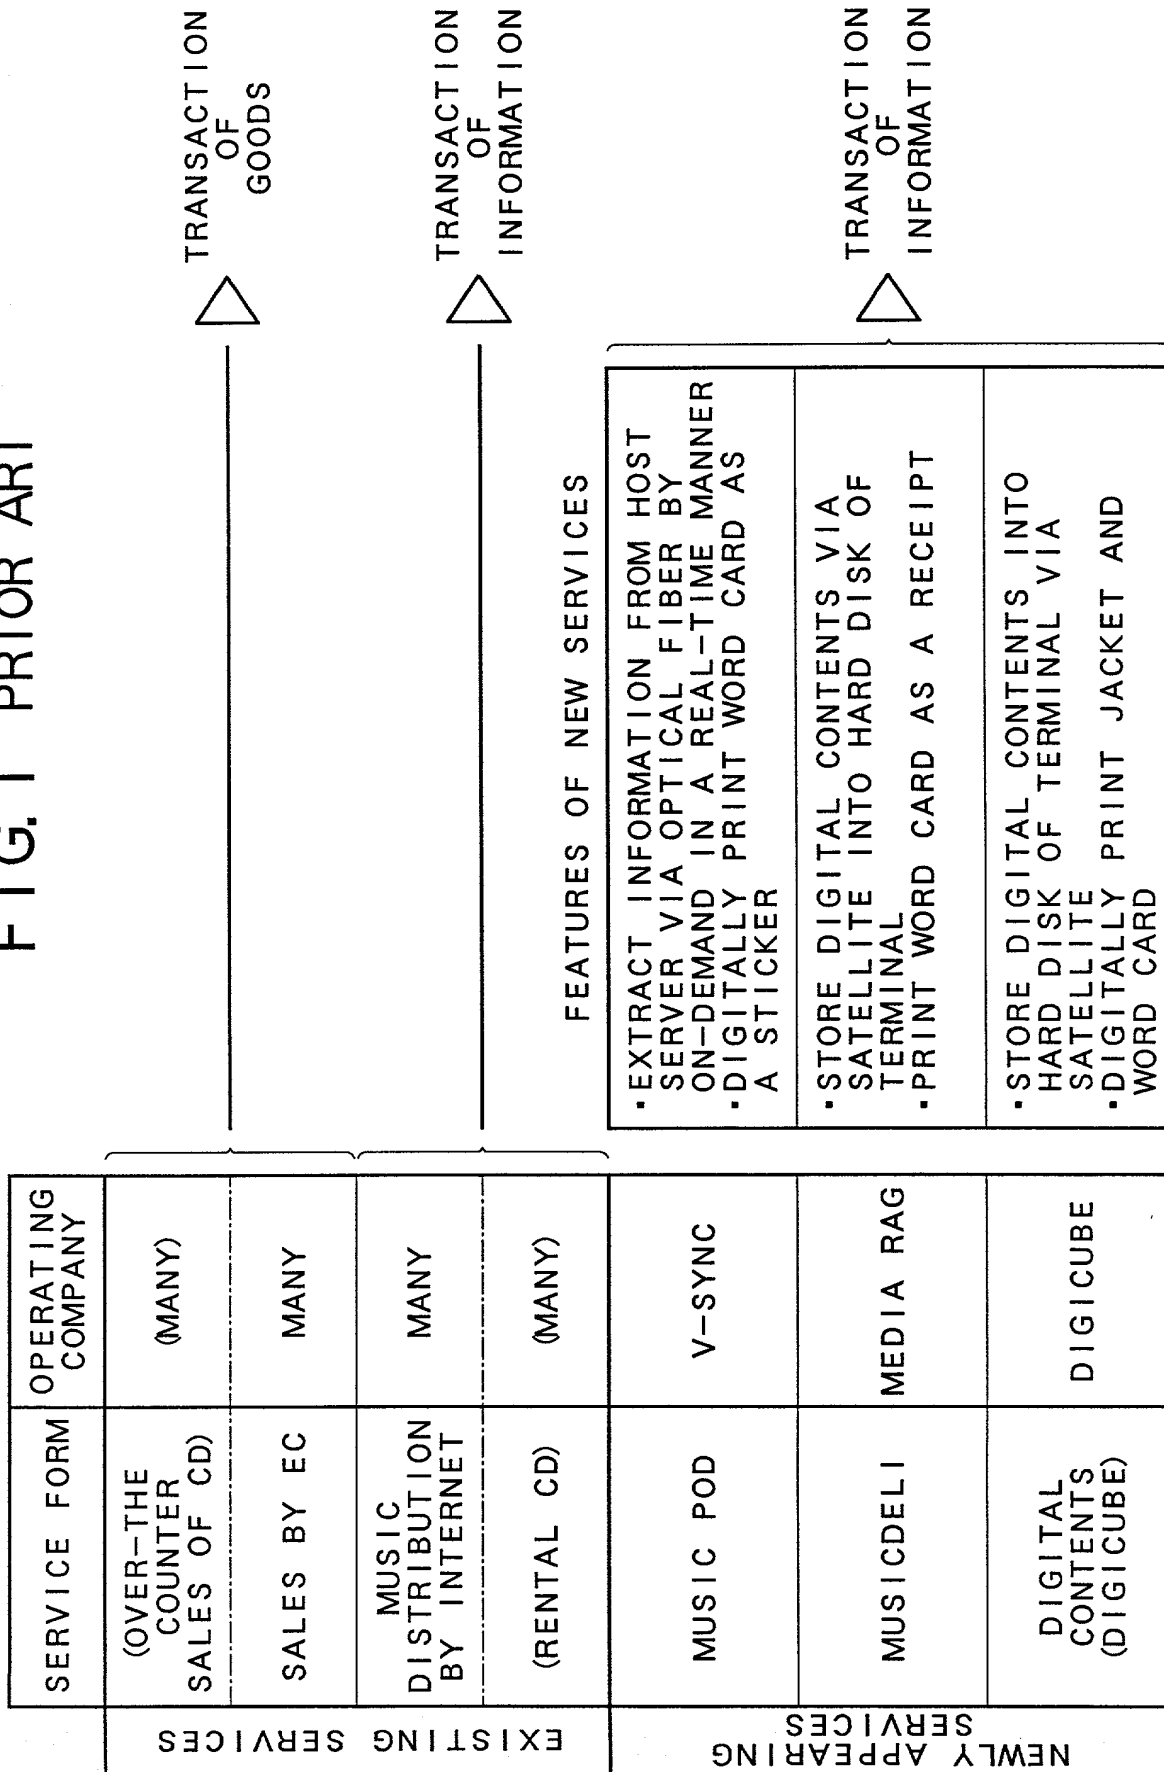 FIG. 1 PRIOR ART
SERVICE FORM
OPERATING
COMPANY
EXISTING SERVICES
(OVER-THE
COUNTER
SALES OF CD)
(MANY)
SALES BY EC
MANY
TRANSACTION
OF
GOODS
MUSIC
DISTRIBUTION
BY INTERNET
MANY
(RENTAL CD)
(MANY)
TRANSACTION
OF
INFORMATION
FEATURES OF NEW SERVICES
NEWLY APPEARING
SERVICES
MUSIC POD
V-SYNC
▪EXTRACT INFORMATION FROM HOST
SERVER VIA OPTICAL FIBER BY
ON-DEMAND IN A REAL-TIME MANNER
▪DIGITALLY PRINT WORD CARD AS
A STICKER
MUSICDELI
MEDIA RAG
▪STORE DIGITAL CONTENTS VIA
SATELLITE INTO HARD DISK OF
TERMINAL
▪PRINT WORD CARD AS A RECEIPT
DIGITAL
CONTENTS
(DIGICUBE)
DIGICUBE
▪STORE DIGITAL CONTENTS INTO
HARD DISK OF TERMINAL VIA
SATELLITE
▪DIGITALLY PRINT JACKET AND
WORD CARD
TRANSACTION
OF
INFORMATION